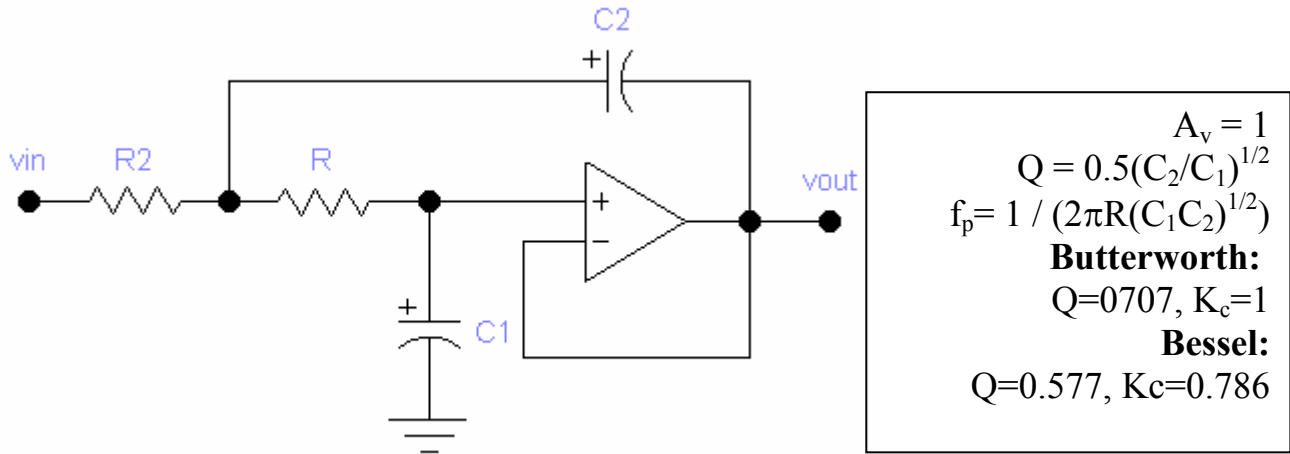 C2
+
vin
R2
R
vout
+
−
+
C1
Aᵥ = 1
Q = 0.5(C₂/C₁)^1/2
fₚ= 1 / (2πR(C₁C₂)^1/2)
Butterworth:
Q=0707, K꜀=1
Bessel:
Q=0.577, Kc=0.786